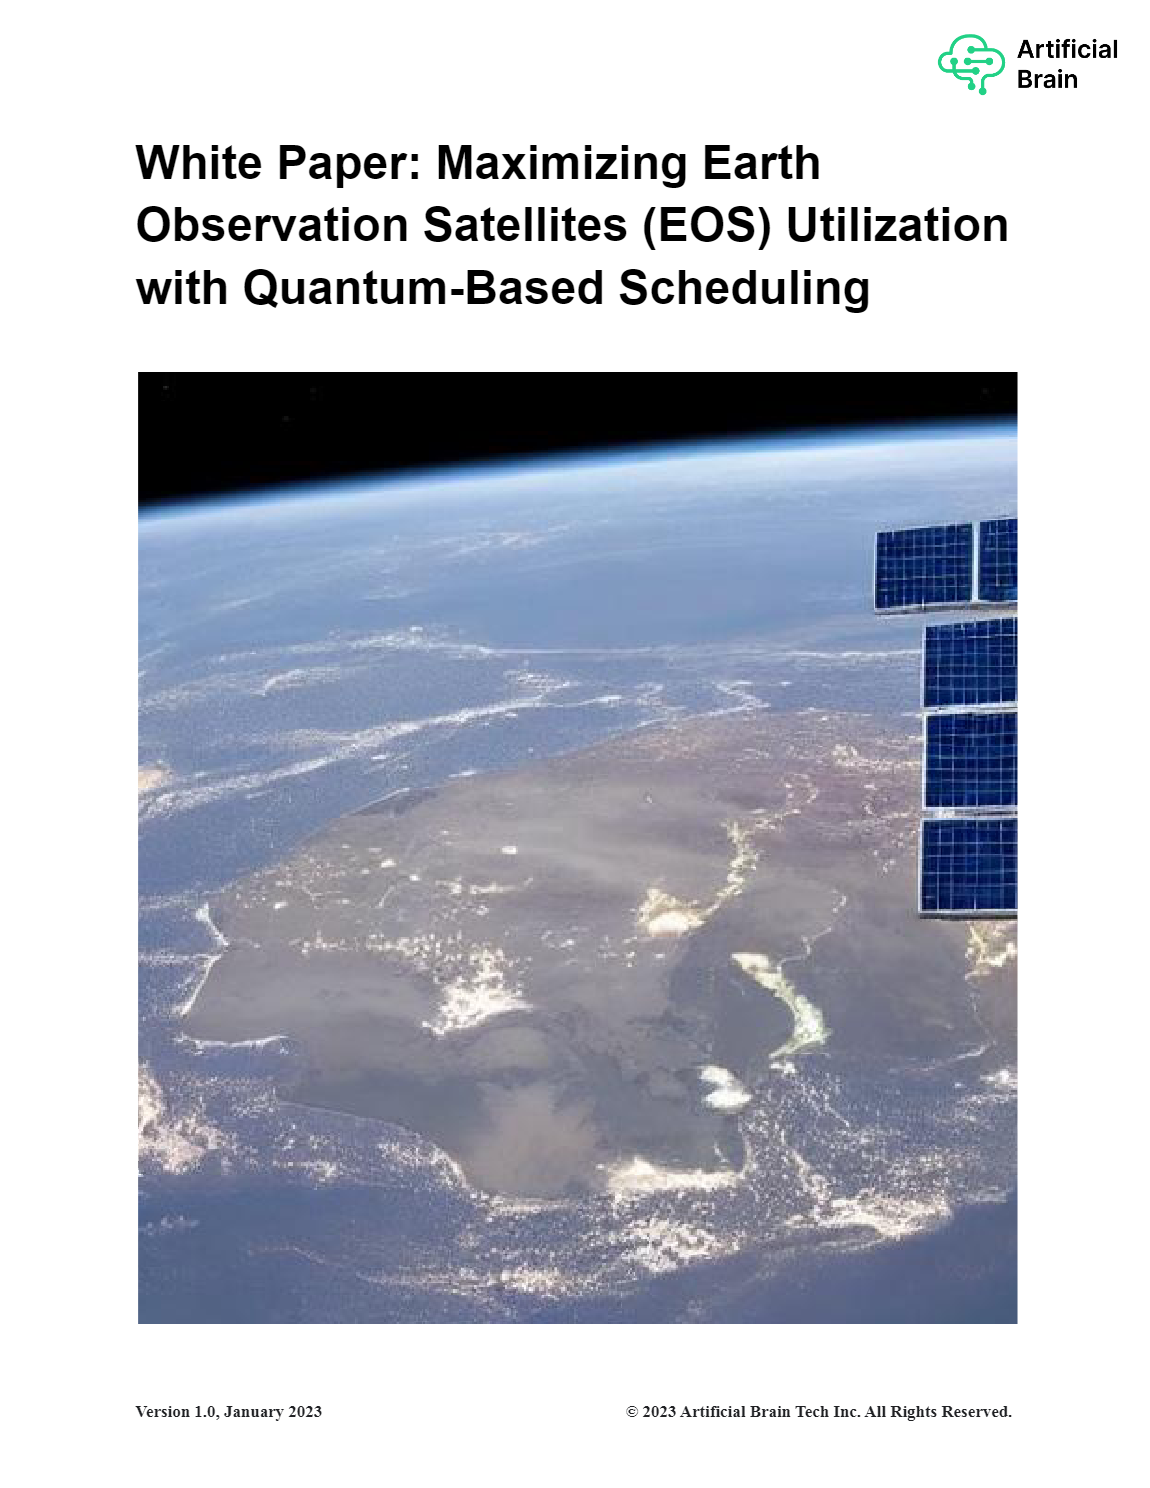 Artificial
Brain
White Paper: Maximizing Earth
Observation Satellites (EOS) Utilization
with Quantum-Based Scheduling
Version 1.0, January 2023
© 2023 Artificial Brain Tech Inc. All Rights Reserved.